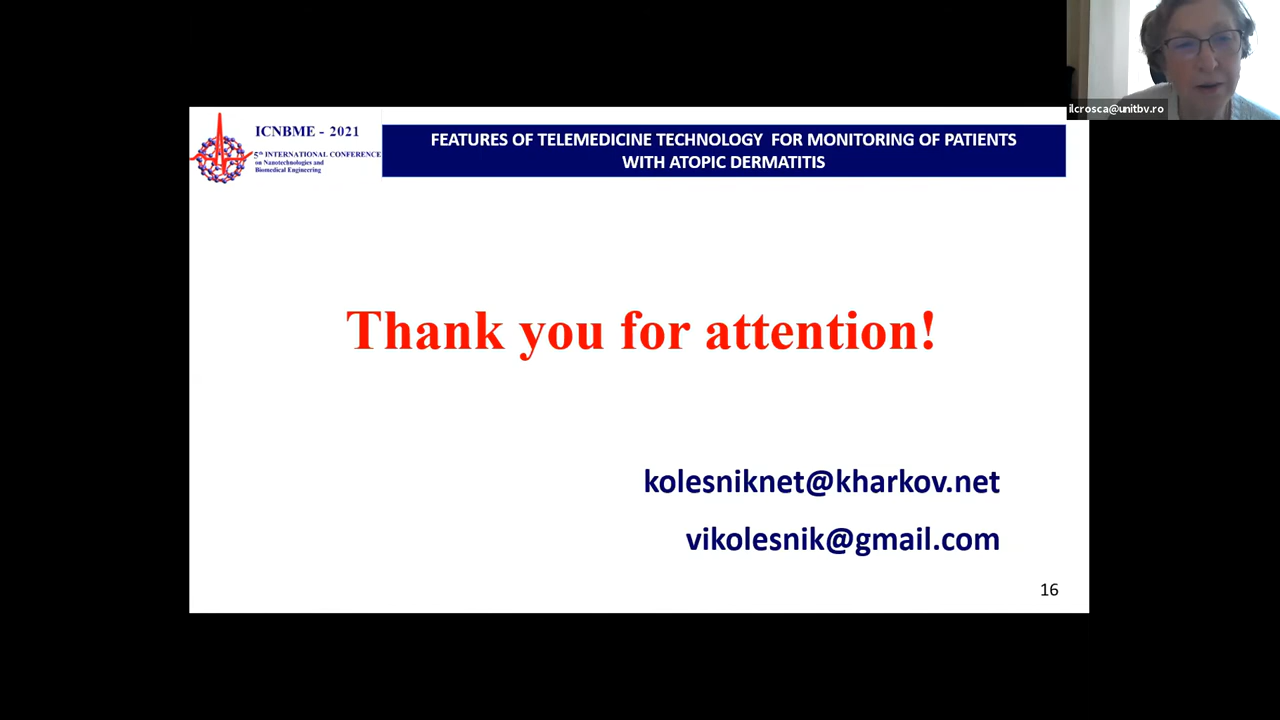 ilcrosca@unitbv.ro
ICNBME - 2021
5th INTERNATIONAL CONFERENCE
on Nanotechnologies and
Biomedical Engineering
FEATURES OF TELEMEDICINE TECHNOLOGY FOR MONITORING OF PATIENTS
WITH ATOPIC DERMATITIS
Thank you for attention!
kolesniknet@kharkov.net
vikolesnik@gmail.com
16